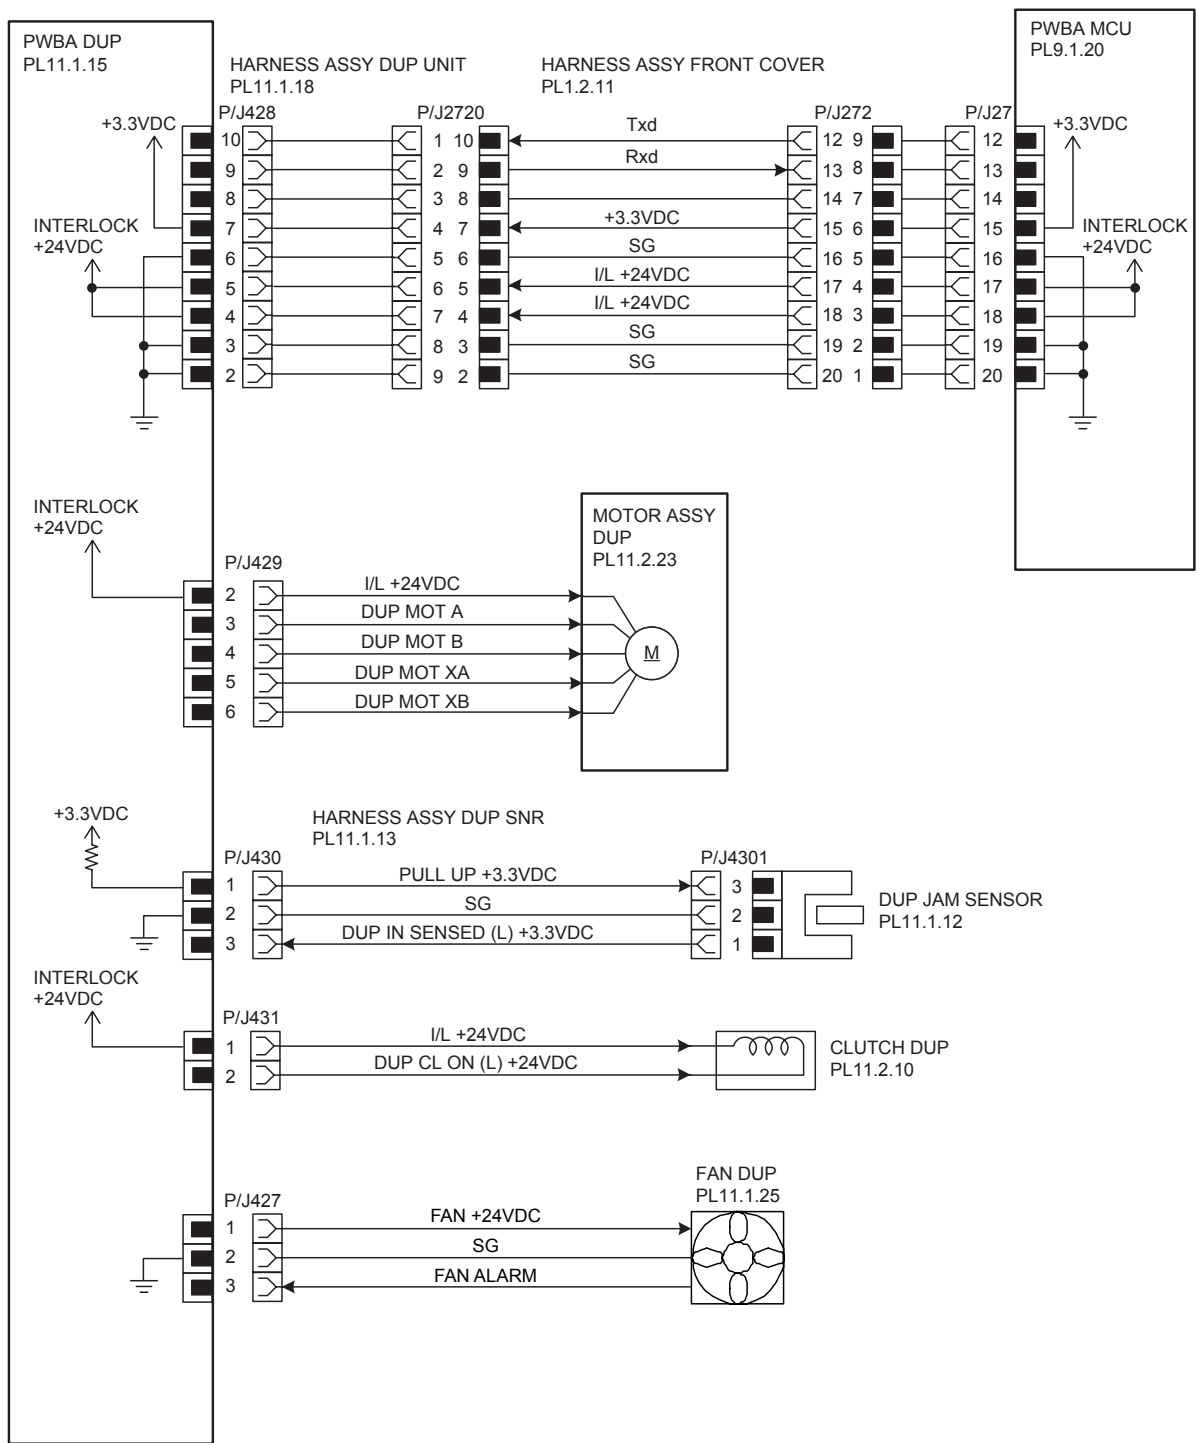 PWBA DUP
PL11.1.15
PWBA MCU
PL9.1.20
HARNESS ASSY DUP UNIT
PL11.1.18
HARNESS ASSY FRONT COVER
PL1.2.11
P/J428 P/J2720 P/J272 P/J27
+3.3VDC 10 1 10 Txd 12 9 12 +3.3VDC
9 2 9 Rxd 13 8 13
8 3 8 14 7 14
INTERLOCK
+24VDC
7 4 7 +3.3VDC 15 6 15
INTERLOCK
+24VDC
6 5 6 SG 16 5 16
5 6 5 I/L +24VDC 17 4 17
4 7 4 I/L +24VDC 18 3 18
3 8 3 SG 19 2 19
2 9 2 SG 20 1 20
INTERLOCK
+24VDC
MOTOR ASSY
DUP
PL11.2.23
P/J429
2 I/L +24VDC
3 DUP MOT A
4 DUP MOT B
M
5 DUP MOT XA
6 DUP MOT XB
+3.3VDC
HARNESS ASSY DUP SNR
PL11.1.13
P/J430 P/J4301
1 PULL UP +3.3VDC 3
2 SG 2
3 DUP IN SENSED (L) +3.3VDC 1
DUP JAM SENSOR
PL11.1.12
INTERLOCK
+24VDC
P/J431
1 I/L +24VDC
2 DUP CL ON (L) +24VDC
CLUTCH DUP
PL11.2.10
FAN DUP
PL11.1.25
P/J427
1 FAN +24VDC
2 SG
3 FAN ALARM